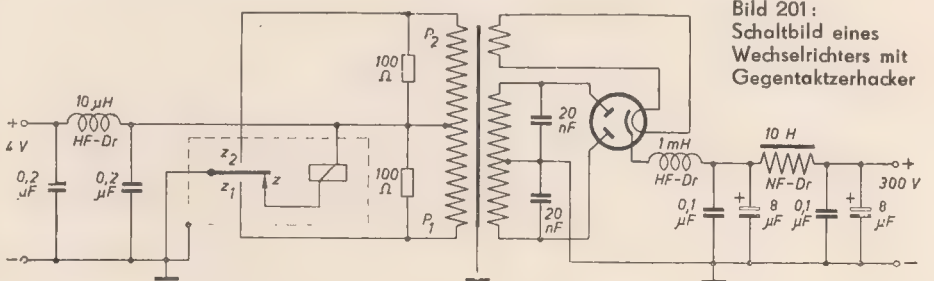 Bild 201:
Schaltbild eines
Wechselrichters mit
Gegentaktzerhacker
+
4 V
10 µH
HF-Dr
0,2
µF
0,2
µF
−
z2
z1
z
100
Ω
100
Ω
P2
P1
20
nF
20
nF
1 mH
HF-Dr
10 H
NF-Dr
0,1
µF
+
8
µF
0,1
µF
+
8
µF
+
300 V
−